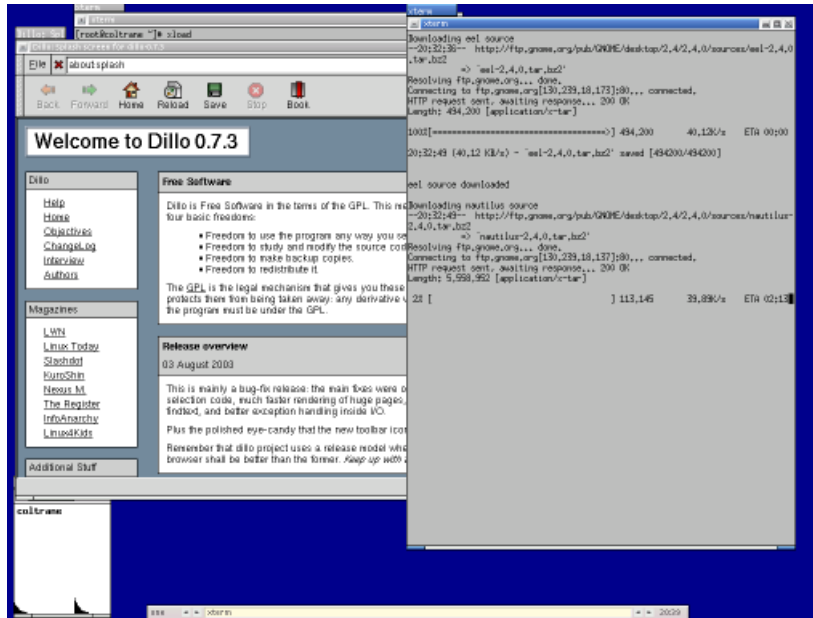 xterm
xterm
[root@coltrane ~]# xload
Dillo: Spl
Dillo: Splash screen for dillo-0.7.3
File about:splash
Back Forward Home Reload Save Stop Book
Welcome to Dillo 0.7.3
Dillo
Help
Home
Objectives
ChangeLog
Interview
Authors
Magazines
LWN
Linux Today
Slashdot
KuroShin
Nexus M.
The Register
InfoAnarchy
Linux4Kids
Additional Stuff
Free Software
Dillo is Free Software in the terms of the GPL. This me
four basic freedoms:
Freedom to use the program any way you se
Freedom to study and modify the source cod
Freedom to make backup copies.
Freedom to redistribute it.
The GPL is the legal mechanism that gives you these
protects them from being taken away: any derivative
the program must be under the GPL.
Release overview
03 August 2003
This is mainly a bug-fix release: the main fixes were o
selection code, much faster rendering of huge pages,
findtext, and better exception handling inside I/O.
Plus the polished eye-candy that the new toolbar icon
Remember that dillo project uses a release model whe
browser shall be better than the former. Keep up with
xterm
xterm
Downloading eel source
--20:32:36-- http://ftp.gnome.org/pub/GNOME/desktop/2.4/2.4.0/sources/eel-2.4.0
.tar.bz2
=> `eel-2.4.0.tar.bz2'
Resolving ftp.gnome.org... done.
Connecting to ftp.gnome.org[130.239.18.173]:80... connected.
HTTP request sent, awaiting response... 200 OK
Length: 494,200 [application/x-tar]
100%[====================================>] 494,200 40.12K/s ETA 00:00
20:32:49 (40.12 KB/s) - `eel-2.4.0.tar.bz2' saved [494200/494200]
eel source downloaded
Downloading nautilus source
--20:32:49-- http://ftp.gnome.org/pub/GNOME/desktop/2.4/2.4.0/sources/nautilus-
2.4.0.tar.bz2
=> `nautilus-2.4.0.tar.bz2'
Resolving ftp.gnome.org... done.
Connecting to ftp.gnome.org[130.239.18.137]:80... connected.
HTTP request sent, awaiting response... 200 OK
Length: 5,558,952 [application/x-tar]
2% [ ] 113,145 39.89K/s ETA 02:13
coltrane
xterm 20:39